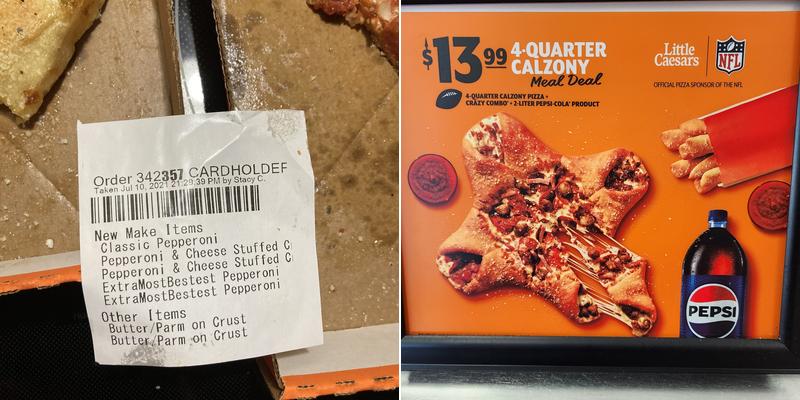 Order 342357 CARDHOLDER
Taken Jul 10, 2021 21:29:39 PM by Stacy C.
New Make Items
Classic Pepperoni
Pepperoni & Cheese Stuffed C
Pepperoni & Cheese Stuffed C
ExtraMostBestest Pepperoni
ExtraMostBestest Pepperoni
Other Items
Butter/Parm on Crust
Butter/Parm on Crust
$13.99 4-QUARTER
CALZONY
Meal Deal
4-QUARTER CALZONY PIZZA •
CRAZY COMBO® • 2-LITER PEPSI-COLA® PRODUCT
Little
Caesars
NFL
OFFICIAL PIZZA SPONSOR OF THE NFL
PEPSI